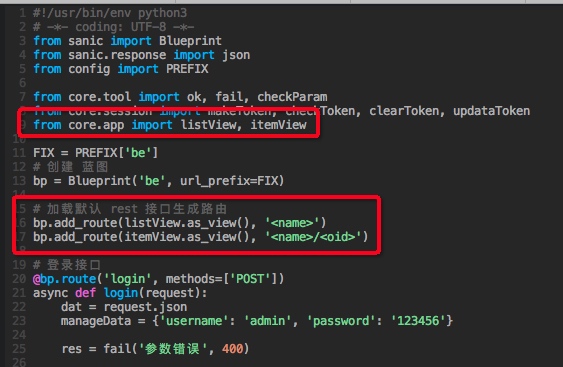 1 #!/usr/bin/env python3
2 # -*- coding: UTF-8 -*-
3 from sanic import Blueprint
4 from sanic.response import json
5 from config import PREFIX
6
7 from core.tool import ok, fail, checkParam
8 from core.session import makeToken, checkToken, clearToken, updataToken
9 from core.app import listView, itemView
10
11 FIX = PREFIX['be']
12 # 创建 蓝图
13 bp = Blueprint('be', url_prefix=FIX)
14
15 # 加载默认 rest 接口生成路由
16 bp.add_route(listView.as_view(), '<name>')
17 bp.add_route(itemView.as_view(), '<name>/<oid>')
18
19 # 登录接口
20 @bp.route('login', methods=['POST'])
21 async def login(request):
22     dat = request.json
23     manageData = {'username': 'admin', 'password': '123456'}
24
25     res = fail('参数错误', 400)
26